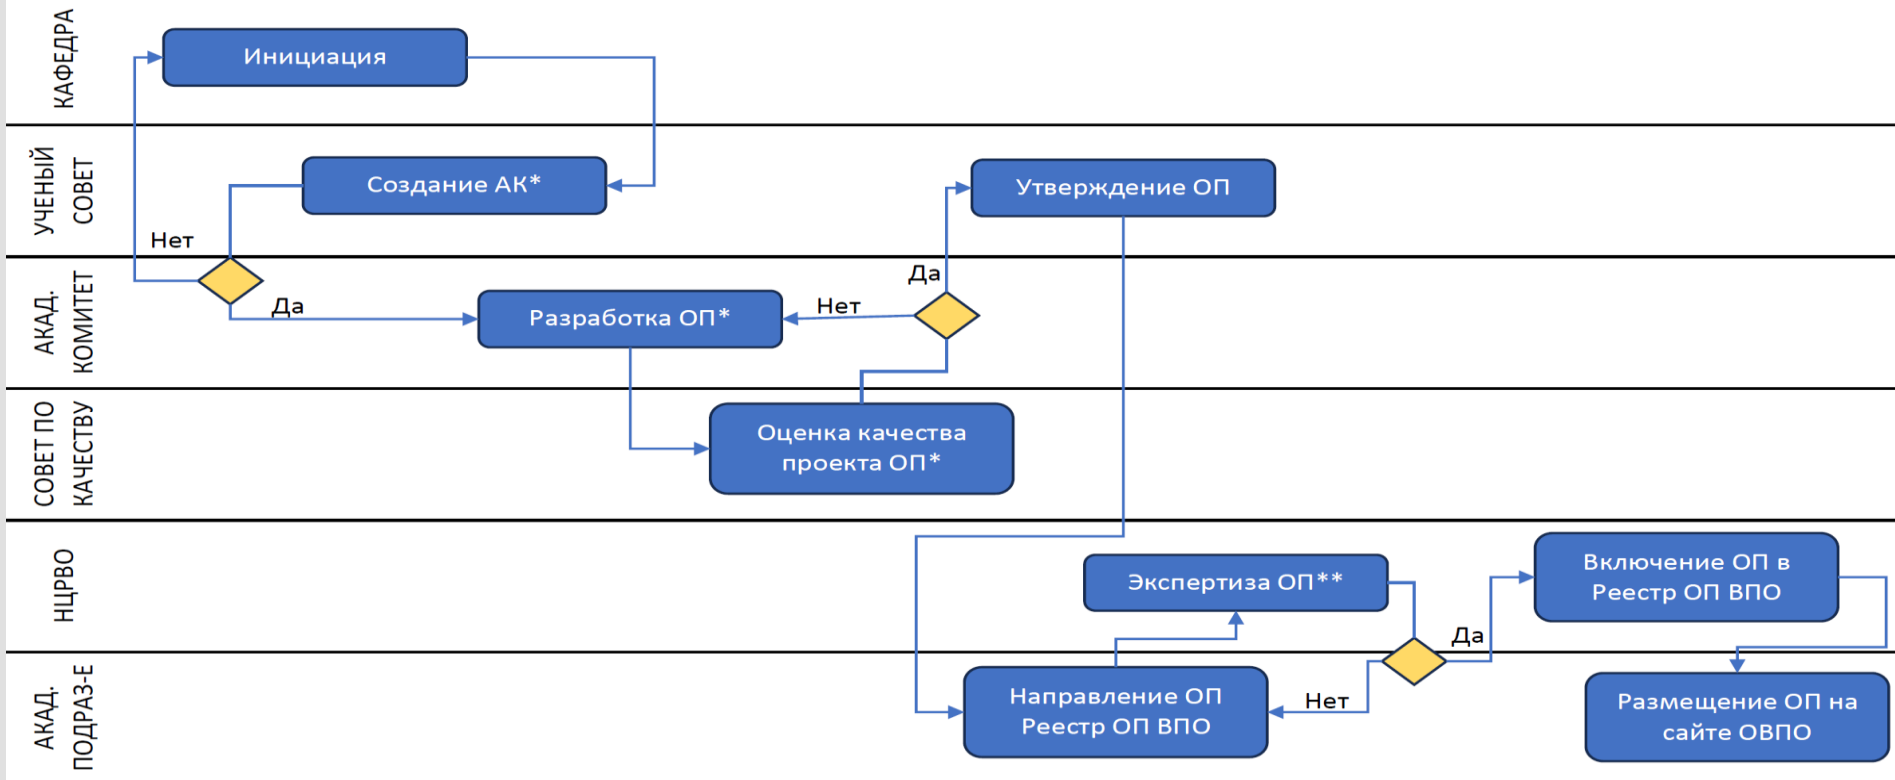 КАФЕДРА
Инициация
УЧЕНЫЙ
СОВЕТ
Создание АК*
Утверждение ОП
Нет
АКАД.
КОМИТЕТ
Да
Разработка ОП*
Нет
Да
СОВЕТ ПО
КАЧЕСТВУ
Оценка качества
проекта ОП*
НЦРВО
Экспертиза ОП**
Включение ОП в
Реестр ОП ВПО
Да
АКАД.
ПОДРАЗ-Е
Направление ОП
Реестр ОП ВПО
Нет
Размещение ОП на
сайте ОВПО